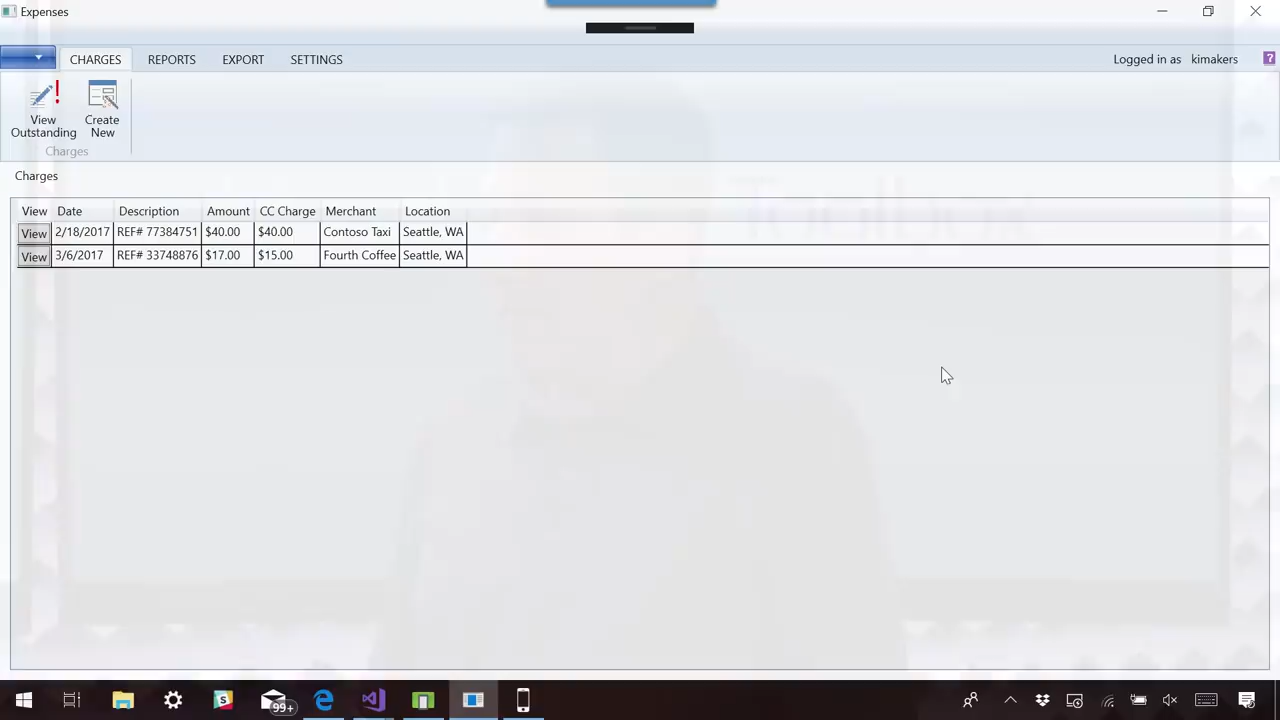 Expenses
CHARGES REPORTS EXPORT SETTINGS Logged in as kimakers ?
View Outstanding Create New
Charges
Charges
View Date Description Amount CC Charge Merchant Location
View 2/18/2017 REF# 77384751 $40.00 $40.00 Contoso Taxi Seattle, WA
View 3/6/2017 REF# 33748876 $17.00 $15.00 Fourth Coffee Seattle, WA
99+